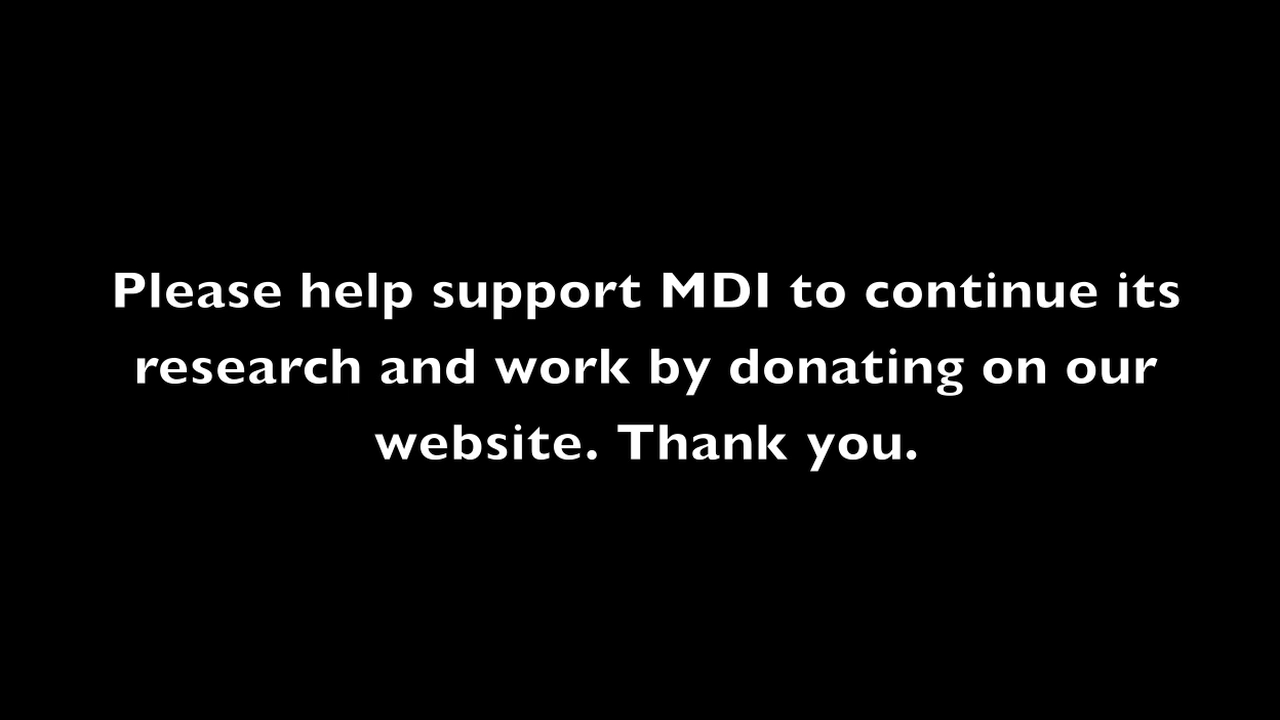 Please help support MDI to continue its
research and work by donating on our
website. Thank you.